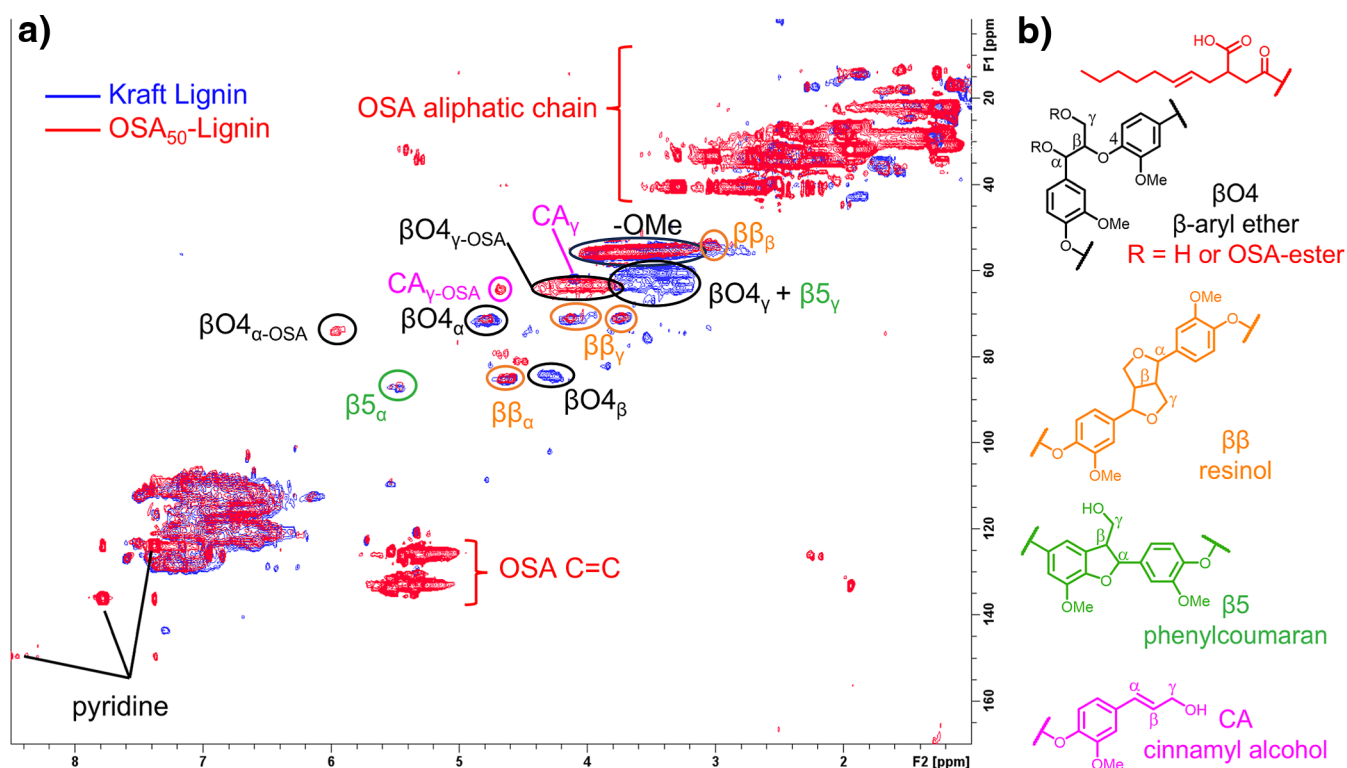 a)
Kraft Lignin
OSA₅₀-Lignin
OSA aliphatic chain
CAγ
-OMe
βO4γ-OSA
βββ
CAγ-OSA
βO4γ + β5γ
βO4α-OSA
βO4α
ββγ
β5α
ββα
βO4β
OSA C=C
pyridine
F1 [ppm
20
40
60
80
100
120
140
160
8
7
6
5
4
3
2
F2 [ppm]
b)
HO
O
O
RO
γ
β
4
RO
α
O
OMe
OMe
O
βO4
β-aryl ether
R = H or OSA-ester
OMe
O
O
α
β
γ
O
O
OMe
ββ
resinol
HO
γ
β
α
O
O
OMe
OMe
β5
phenylcoumaran
α
γ
β
OH
O
OMe
CA
cinnamyl alcohol